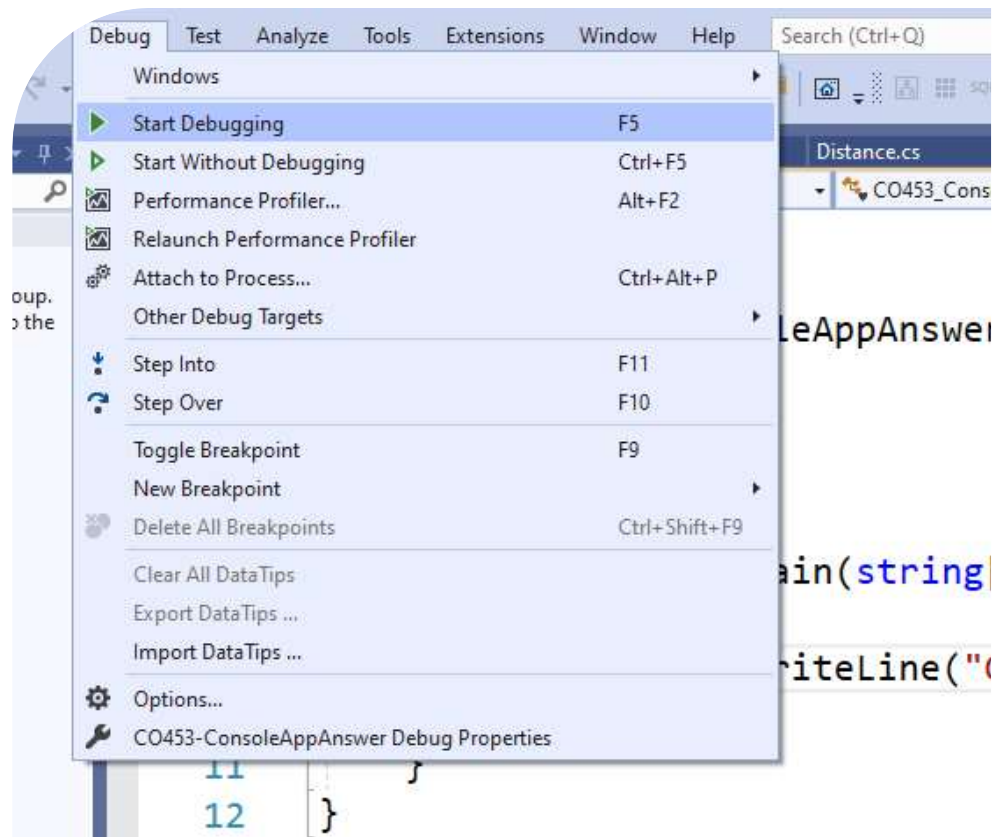 Debug Test Analyze Tools Extensions Window Help Search (Ctrl+Q)
Windows
Start Debugging F5
Distance.cs
Start Without Debugging Ctrl+F5
CO453_Cons
Performance Profiler... Alt+F2
Relaunch Performance Profiler
Attach to Process... Ctrl+Alt+P
oup.
Other Debug Targets
o the
leAppAnswer
Step Into F11
Step Over F10
Toggle Breakpoint F9
New Breakpoint
Delete All Breakpoints Ctrl+Shift+F9
Clear All DataTips
ain(string
Export DataTips ...
Import DataTips ...
riteLine("
Options...
CO453-ConsoleAppAnswer Debug Properties
11 }
12 }